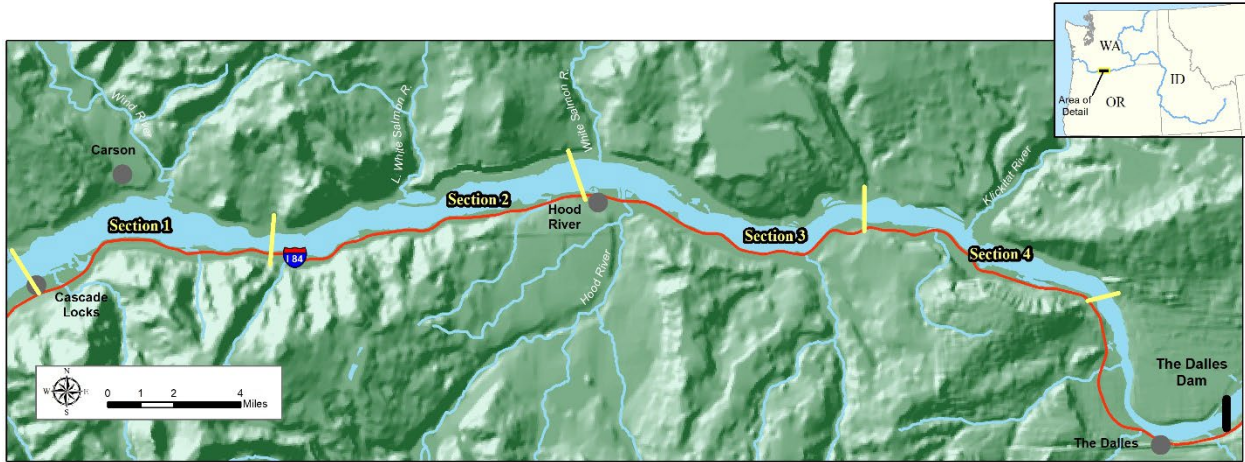 WA
ID
OR
Area of
Detail
Wind River
Carson
L. White Salmon R.
White Salmon R.
Klickitat River
Section 1
Section 2
Hood
River
Section 3
Section 4
I 84
Cascade
Locks
Hood River
The Dalles
Dam
The Dalles
N
W E
S
0 1 2 4
Miles